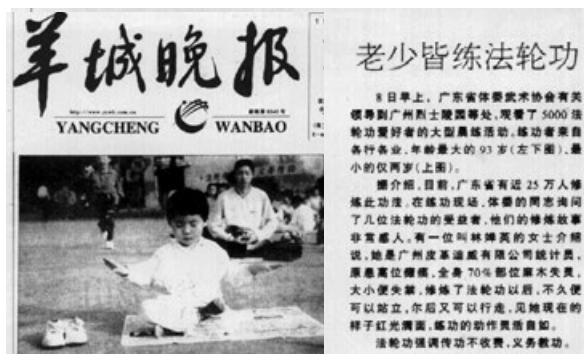 羊城晚报
http://www.ycwb.com.cn
YANGCHENG WANBAO
老少皆练法轮功
8日早上，广东省体委武术协会有关
领导到广州烈士陵园等处，观看了5000法
轮功爱好者的大型晨练活动。练功者来自
各行各业，年龄最大的93岁（左下图），最
小的仅两岁（上图）。
据介绍，目前，广东省有近25万人修
炼此功法，在练功现场，体委的同志询问
了几位法轮功的受益者，他们的修炼故事
非常感人。有一位叫林婵英的女士介绍
说，她是广州皮革迪威有限公司统计员，
原患高位瘫痪，全身70%部位麻木失灵，
大小便失禁，修炼了法轮功以后，不久便
可以站立，尔后又可以行走，见她现在的
样子红光满面，练功的动作灵活自如。
法轮功强调传功不收费，义务教功。